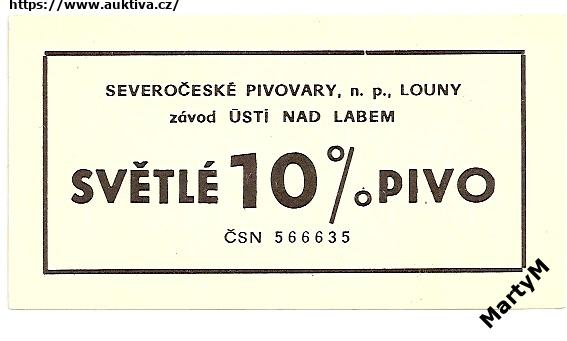 https://www.auktiva.cz/
SEVEROČESKÉ PIVOVARY, n. p., LOUNY
závod ÚSTÍ NAD LABEM
SVĚTLÉ 10% PIVO
ČSN 566635
MartyM